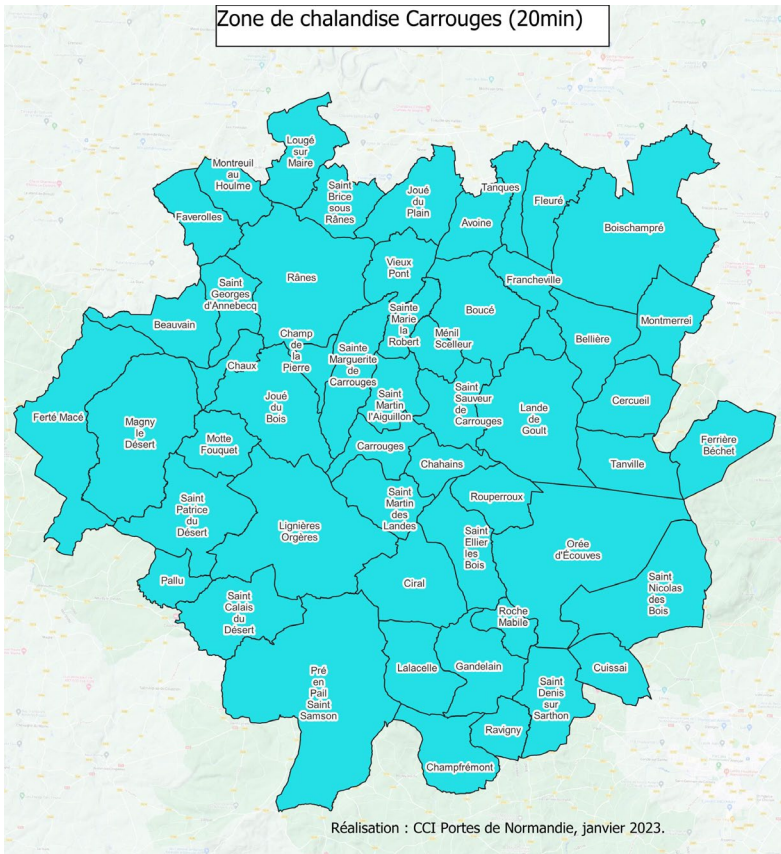 Zone de chalandise Carrouges (20min)
Lougé
sur
Maire
Montreuil
au
Houlme
Saint
Brice
sous
Rânes
Joué
du
Plain
Tanques
Fleuré
Faverolles
Avoine
Boischampré
Vieux
Pont
Rânes
Francheville
Saint
Georges
d'Annebecq
Boucé
Sainte
Marie
la
Robert
Montmerrei
Beauvain
Ménil
Scelleur
Bellière
Champ
de
la
Pierre
Sainte
Marguerite
de
Carrouges
Chaux
Saint
Sauveur
de
Carrouges
Cercueil
Joué
du
Bois
Saint
Martin
l'Aiguillon
Lande
de
Goult
Ferté Macé
Magny
le
Désert
Motte
Fouquet
Carrouges
Ferrière
Béchet
Chahains
Tanville
Rouperroux
Saint
Patrice
du
Désert
Saint
Martin
des
Landes
Lignières
Orgères
Saint
Ellier
les
Bois
Orée
d'Écouves
Pallu
Ciral
Saint
Nicolas
des
Bois
Saint
Calais
du
Désert
Roche
Mabile
Pré
en
Pail
Saint
Samson
Lalacelle
Gandelain
Cuissai
Saint
Denis
sur
Sarthon
Ravigny
Champfrémont
Réalisation : CCI Portes de Normandie, janvier 2023.